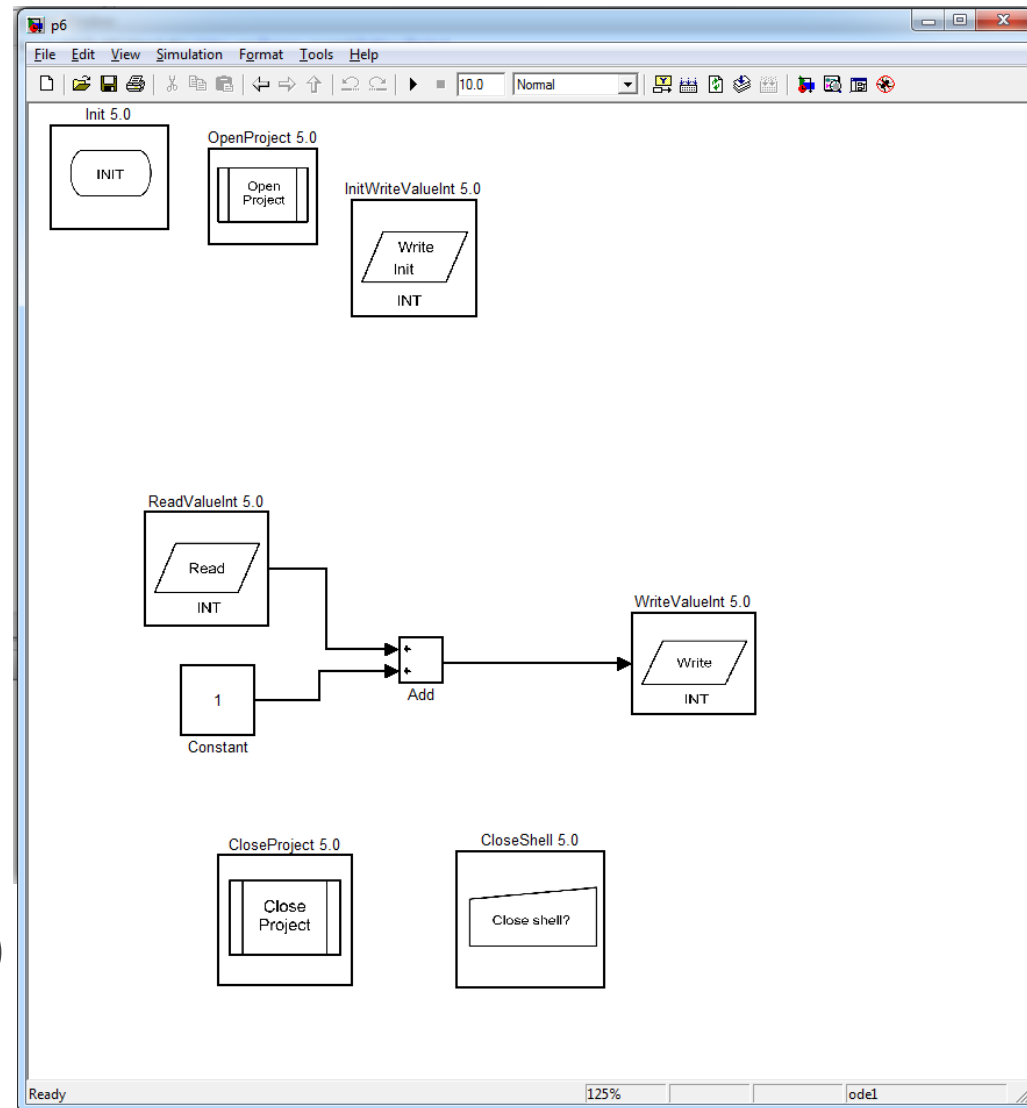 p6
File Edit View Simulation Format Tools Help
10.0 Normal
Init 5.0
INIT
OpenProject 5.0
Open
Project
InitWriteValueInt 5.0
Write
Init
INT
ReadValueInt 5.0
Read
INT
1
Constant
+
+
Add
WriteValueInt 5.0
Write
INT
CloseProject 5.0
Close
Project
CloseShell 5.0
Close shell?
)
Ready 125% ode1